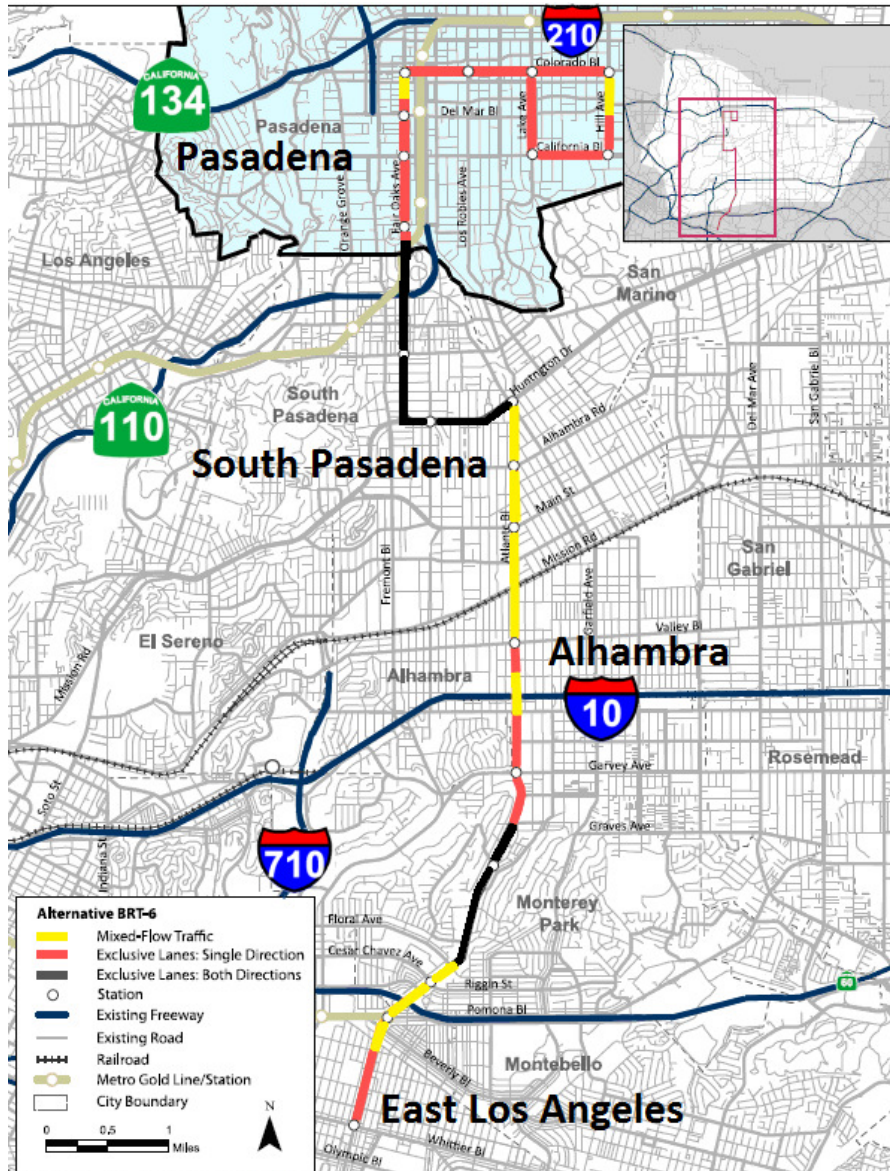 210
Colorado Bl
CALIFORNIA
134
Pasadena
Pasadena
Del Mar Bl
Lake Ave
Hill Ave
California Bl
Orange Grove
Fair Oaks Ave
Los Robles Ave
Los Angeles
San
Marino
Huntington Dr
Del Mar Ave
San Gabriel Bl
CALIFORNIA
110
South
Pasadena
Alhambra Rd
South Pasadena
Main St
Atlantic Bl
Mission Rd
San
Gabriel
Fremont Bl
Garfield Ave
Valley Bl
El Sereno
Mission Rd
Alhambra
Alhambra
10
Rosemead
Garvey Ave
Soto St
Graves Ave
710
Indiana St
Monterey
Park
Floral Ave
Cesar Chavez Ave
Riggin St
60
Pomona Bl
Beverly Bl
Montebello
East Los Angeles
Whittier Bl
Olympic Bl
Alternative BRT-6
Mixed-Flow Traffic
Exclusive Lanes: Single Direction
Exclusive Lanes: Both Directions
Station
Existing Freeway
Existing Road
Railroad
Metro Gold Line/Station
City Boundary
N
0 0.5 1
Miles